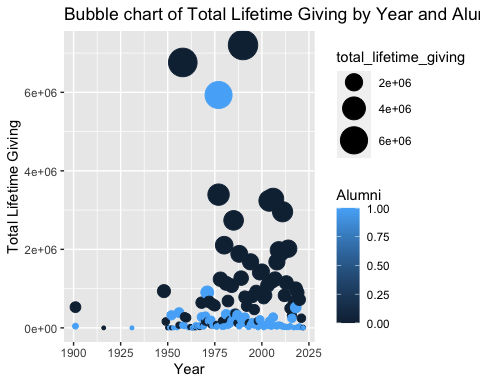 Bubble chart of Total Lifetime Giving by Year and Alu
total_lifetime_giving
2e+06
4e+06
6e+06
Alumni
1.00
0.75
0.50
0.25
0.00
Total Lifetime Giving
6e+06
4e+06
2e+06
0e+00
1900
1925
1950
1975
2000
2025
Year